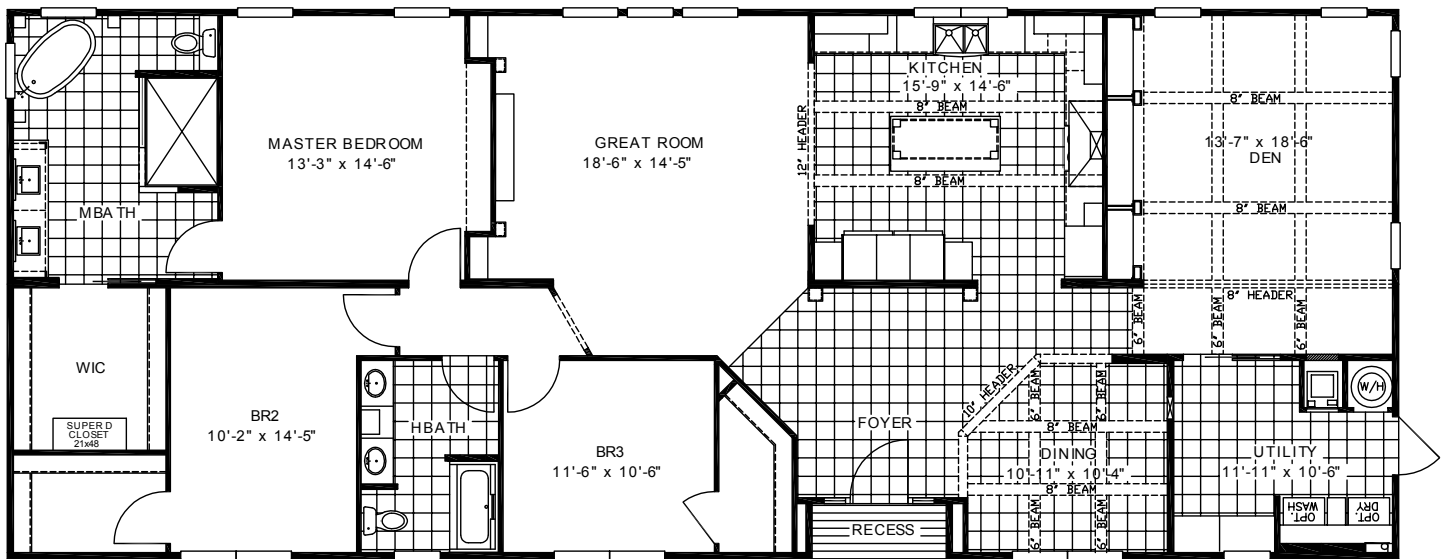 KITCHEN
15'-9" x 14'-6"
8" BEAM
8" BEAM
12" HEADER
8" BEAM
13'-7" x 18'-6"
DEN
8" BEAM
MASTER BEDROOM
13'-3" x 14'-6"
GREAT ROOM
18'-6" x 14'-5"
MBATH
8" HEADER
6" BEAM
6" BEAM
6" BEAM
WIC
SUPER D
CLOSET
21x48
BR2
10'-2" x 14'-5"
HBATH
BR3
11'-6" x 10'-6"
FOYER
10" HEADER
6" BEAM
6" BEAM
8" BEAM
DINING
10'-11" x 10'-4"
8" BEAM
6" BEAM
6" BEAM
W/H
UTILITY
11'-11" x 10'-6"
OPT.
WASH
OPT.
DRY
RECESS